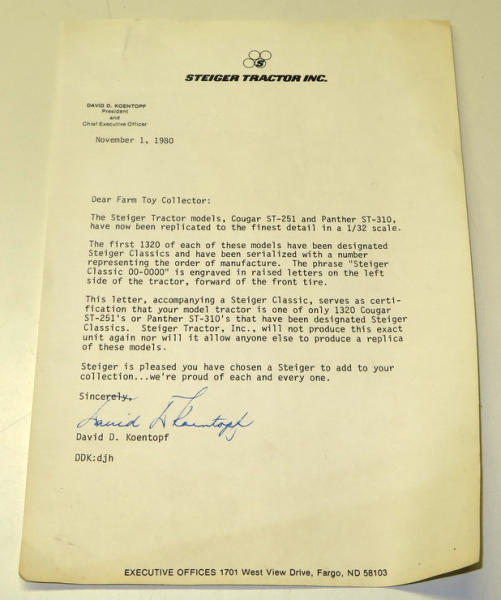 S
STEIGER TRACTOR INC.
DAVID D. KOENTOPF
President
and
Chief Executive Officer
November 1, 1980
Dear Farm Toy Collector:
The Steiger Tractor models, Cougar ST-251 and Panther ST-310,
have now been replicated to the finest detail in a 1/32 scale.
The first 1320 of each of these models have been designated
Steiger Classics and have been serialized with a number
representing the order of manufacture. The phrase "Steiger
Classic 00-0000" is engraved in raised letters on the left
side of the tractor, forward of the front tire.
This letter, accompanying a Steiger Classic, serves as certi-
fication that your model tractor is one of only 1320 Cougar
ST-251's or Panther ST-310's that have been designated Steiger
Classics. Steiger Tractor, Inc., will not produce this exact
unit again nor will it allow anyone else to produce a replica
of these models.
Steiger is pleased you have chosen a Steiger to add to your
collection...we're proud of each and every one.
Sincerely,
David D Koentopf
David D. Koentopf
DDK:djh
EXECUTIVE OFFICES 1701 West View Drive, Fargo, ND 58103